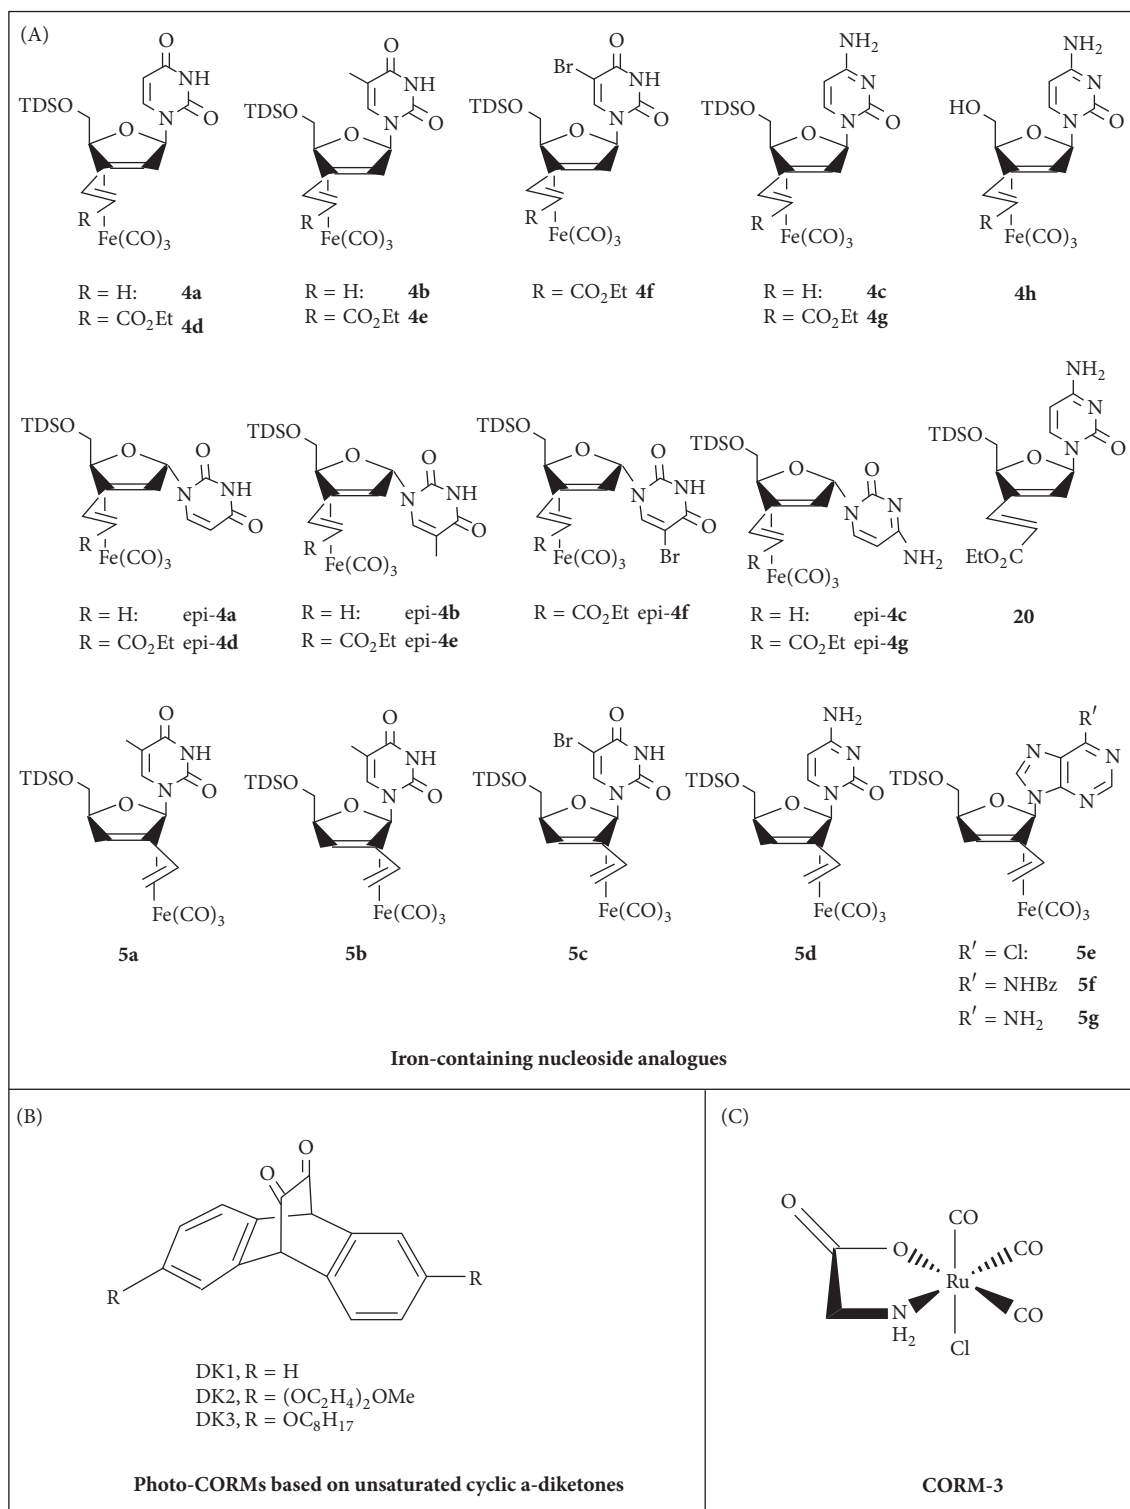 (A)
O
NH
O
N
TDSO
O
R
Fe(CO)3
R = H: 4a
R = CO2Et 4d
O
NH
O
N
TDSO
O
R
Fe(CO)3
R = H: 4b
R = CO2Et 4e
O
Br
NH
O
N
TDSO
O
R
Fe(CO)3
R = CO2Et 4f
NH2
N
O
N
TDSO
O
R
Fe(CO)3
R = H: 4c
R = CO2Et 4g
NH2
N
O
N
HO
O
R
Fe(CO)3
4h
TDSO
O
O
N
NH
O
R
Fe(CO)3
R = H: epi-4a
R = CO2Et epi-4d
TDSO
O
O
N
NH
O
R
Fe(CO)3
R = H: epi-4b
R = CO2Et epi-4e
TDSO
O
O
N
NH
O
Br
R
Fe(CO)3
R = CO2Et epi-4f
TDSO
O
O
N
N
NH2
R
Fe(CO)3
R = H: epi-4c
R = CO2Et epi-4g
NH2
N
O
N
TDSO
O
EtO2C
20
O
NH
O
N
TDSO
O
Fe(CO)3
5a
O
NH
O
N
TDSO
O
Fe(CO)3
5b
O
Br
NH
O
N
TDSO
O
Fe(CO)3
5c
NH2
N
O
N
TDSO
O
Fe(CO)3
5d
R′
N
N
N
N
TDSO
O
Fe(CO)3
R′ = Cl: 5e
R′ = NHBz 5f
R′ = NH2 5g
Iron-containing nucleoside analogues
(B)
O
O
R
R
DK1, R = H
DK2, R = (OC2H4)2OMe
DK3, R = OC8H17
Photo-CORMs based on unsaturated cyclic a-diketones
(C)
O
O
CO
CO
Ru
N
H2
CO
Cl
CORM-3